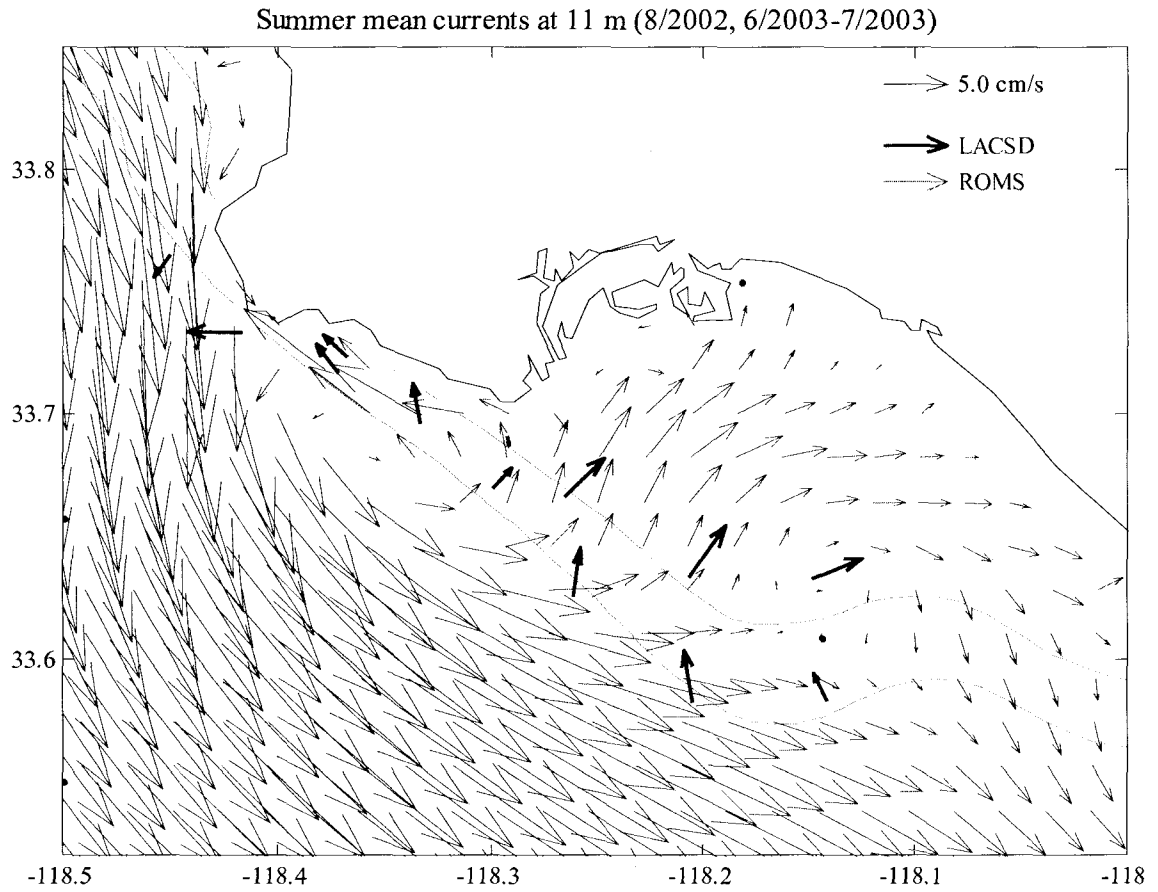 Summer mean currents at 11 m (8/2002, 6/2003-7/2003)
5.0 cm/s
LACSD
ROMS
33.8
33.7
33.6
-118.5
-118.4
-118.3
-118.2
-118.1
-118